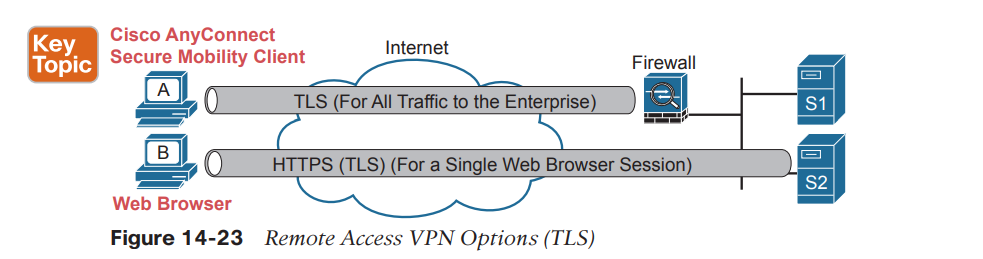 Key
Topic
Cisco AnyConnect
Secure Mobility Client
Internet
Firewall
A
TLS (For All Traffic to the Enterprise)
S1
B
HTTPS (TLS) (For a Single Web Browser Session)
S2
Web Browser
Figure 14-23 Remote Access VPN Options (TLS)